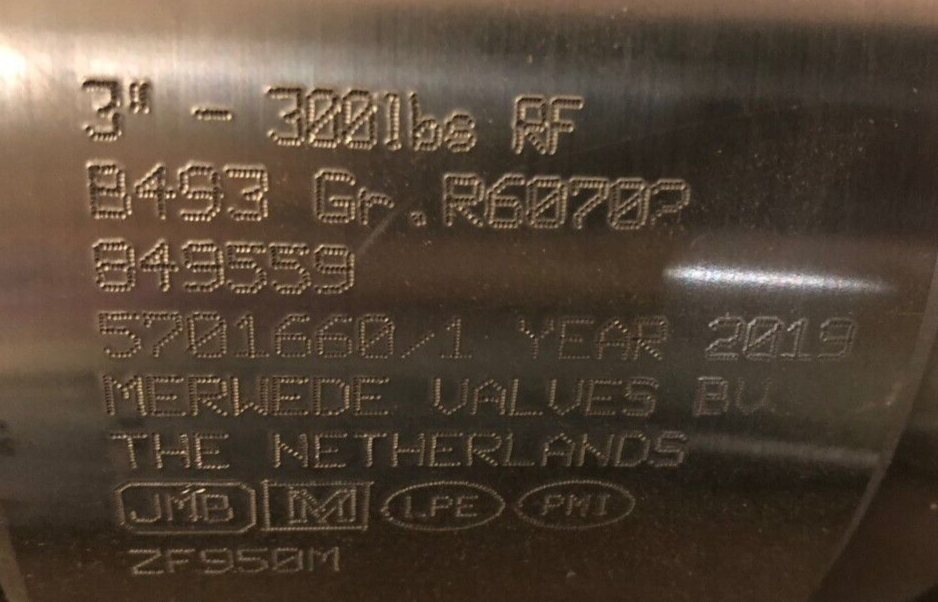 3" - 300lbs RF
B493 Gr.R60702
849559
5701660/1 YEAR 2019
MERWEDE VALVES BV
THE NETHERLANDS
JMB M LPE PMI
ZF950M